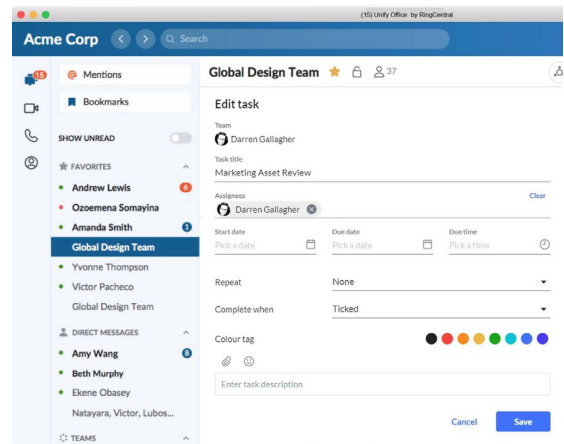 (15) Unify Office by RingCentral
Acme Corp
Search
15
Mentions
Bookmarks
SHOW UNREAD
FAVORITES
Andrew Lewis 6
Ozoemena Somayina
Amanda Smith 1
Global Design Team
Yvonne Thompson
Victor Pacheco
Global Design Team
DIRECT MESSAGES
Amy Wang 8
Beth Murphy
Ekene Obasey
Natayara, Victor, Lubos...
TEAMS
Global Design Team 37
Edit task
Team
Darren Gallagher
Task title
Marketing Asset Review
Assignees
Darren Gallagher
Clear
Start date Due date Due time
Pick a date Pick a date Pick a time
Repeat None
Complete when Ticked
Colour tag
Enter task description
Cancel Save